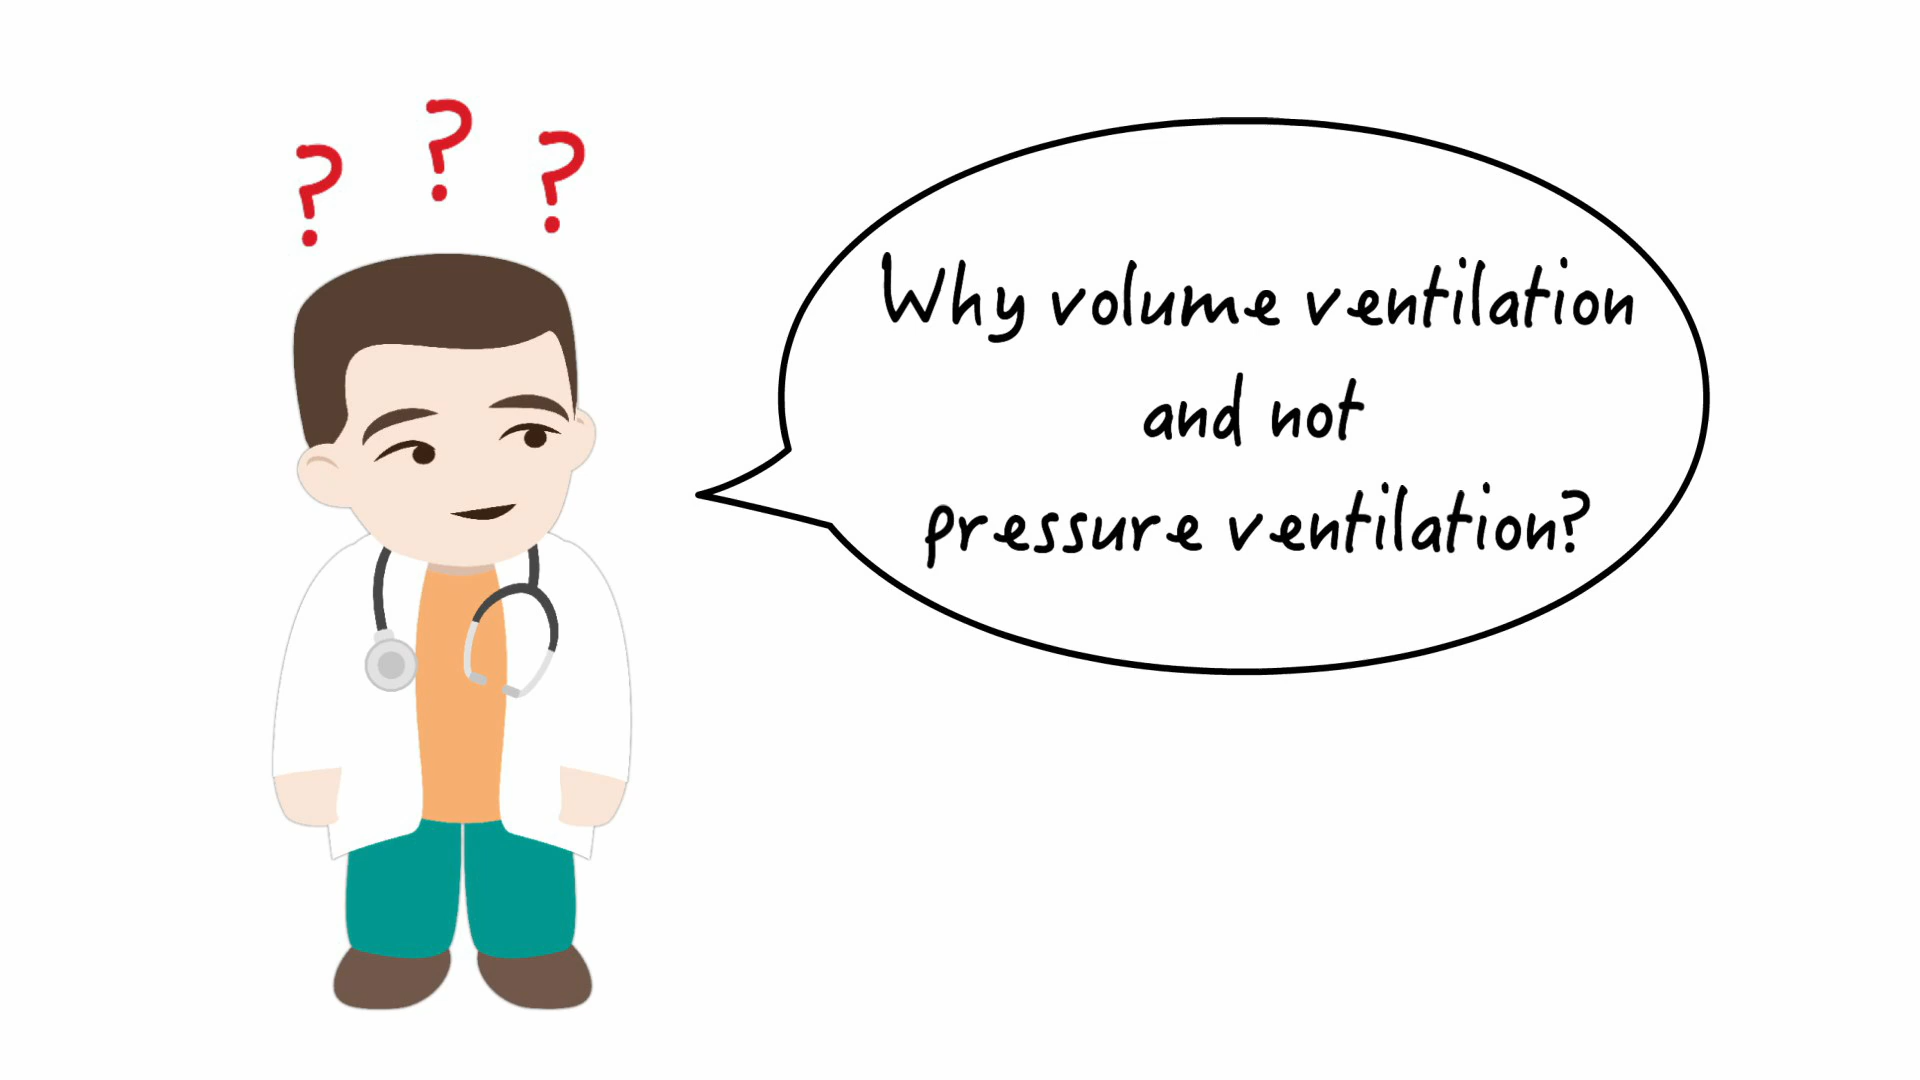 ? ? ?
Why volume ventilation
and not
pressure ventilation?